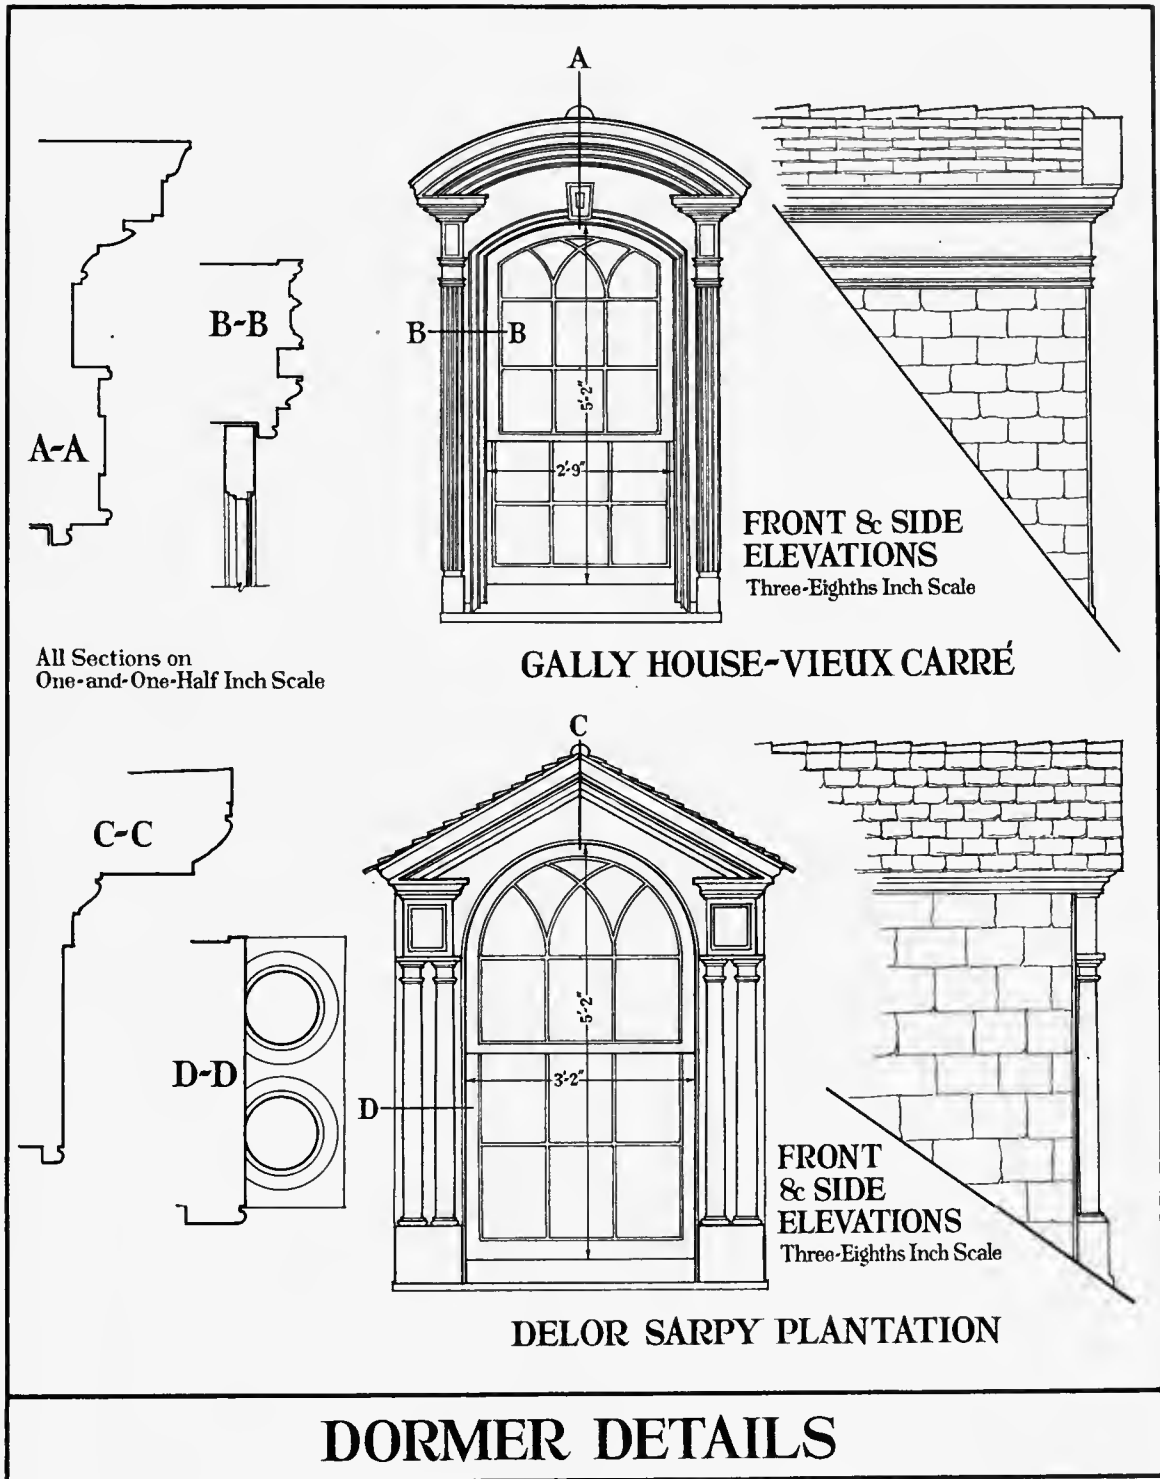 A
B-B
B
B
5'-2"
A-A
2'-9"
FRONT & SIDE
ELEVATIONS
Three-Eighths Inch Scale
All Sections on
One-and-One-Half Inch Scale
GALLY HOUSE-VIEUX CARRÉ
C
C-C
5'-2"
D-D
3'-2"
D
FRONT
& SIDE
ELEVATIONS
Three-Eighths Inch Scale
DELOR SARPY PLANTATION
DORMER DETAILS